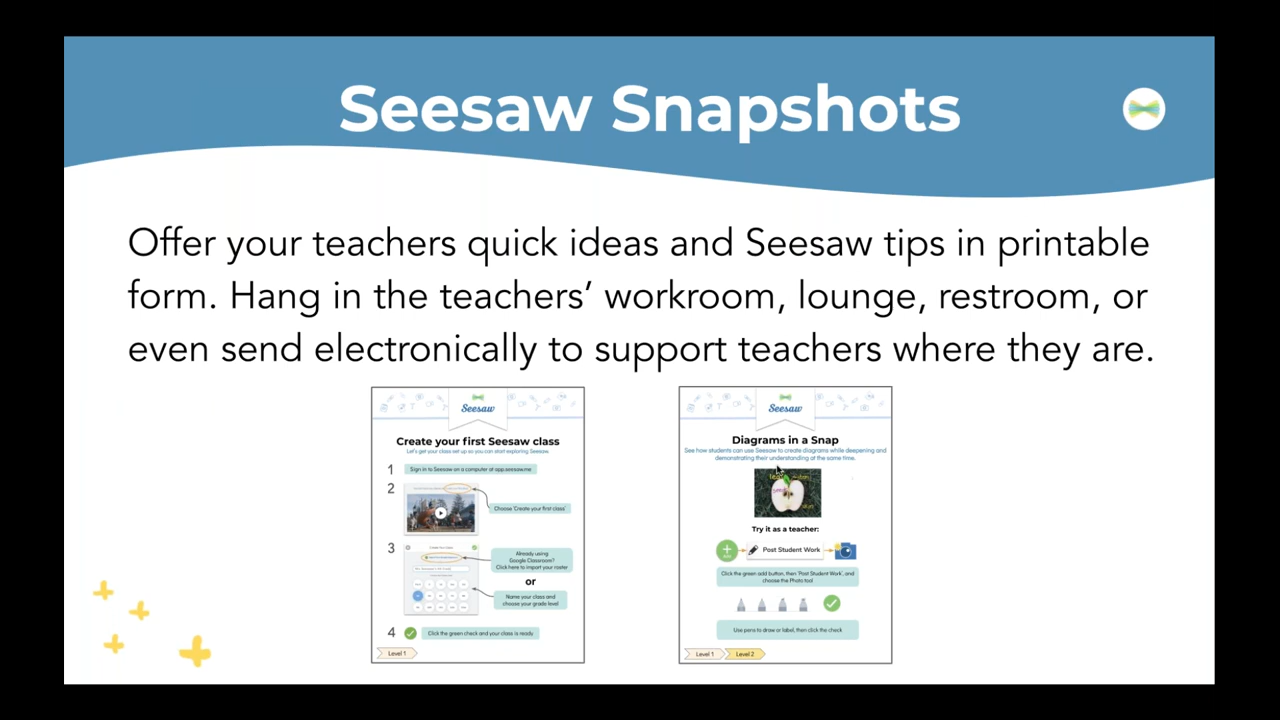 Seesaw Snapshots
Offer your teachers quick ideas and Seesaw tips in printable
form. Hang in the teachers’ workroom, lounge, restroom, or
even send electronically to support teachers where they are.
Seesaw
Create your first Seesaw class
Let's get your class set up so you can start exploring Seesaw.
1
Sign in to Seesaw on a computer at app.seesaw.me
2
Choose 'Create your first class'
3
Already using
Google Classroom?
Click here to import your roster
or
Name your class and
choose your grade level
4
Click the green check and your class is ready
Level 1
Seesaw
Diagrams in a Snap
See how students can use Seesaw to create diagrams while deepening and
demonstrating their understanding at the same time.
Try it as a teacher:
Post Student Work
Click the green add button, then 'Post Student Work', and
choose the Photo tool
Use pens to draw or label, then click the check
Level 1
Level 2